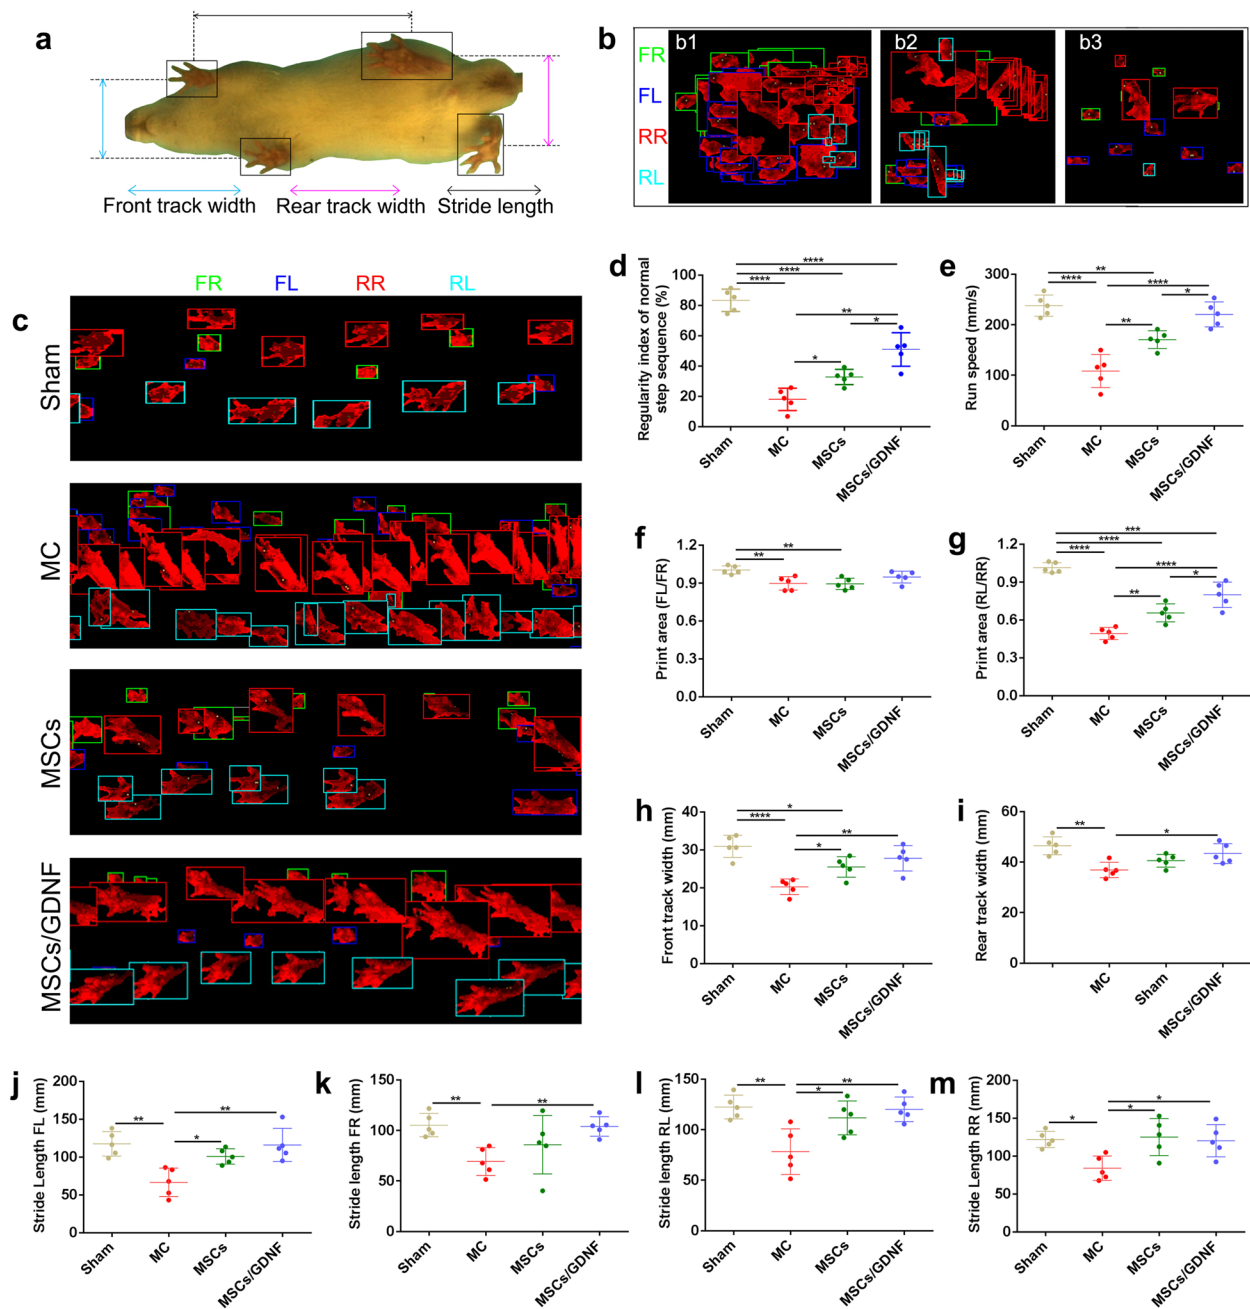 a
Front track width
Rear track width
Stride length
b
FR
FL
RR
RL
b1
b2
b3
c
FR
FL
RR
RL
Sham
MC
MSCs
MSCs/GDNF
d
Regularity index of normal
step sequence (%)
100
80
60
40
20
0
****
****
****
**
*
*
Sham
MC
MSCs
MSCs/GDNF
e
Run speed (mm/s)
300
200
100
0
**
****
****
*
**
Sham
MC
MSCs
MSCs/GDNF
f
Print area (FL/FR)
1.2
0.9
0.6
0.3
0.0
**
**
Sham
MC
MSCs
MSCs/GDNF
g
Print area (RL/RR)
1.2
0.9
0.6
0.3
0.0
***
****
****
****
*
**
Sham
MC
MSCs
MSCs/GDNF
h
Front track width (mm)
40
30
20
10
0
*
****
**
*
Sham
MC
MSCs
MSCs/GDNF
i
Rear track width (mm)
60
40
20
0
**
*
Sham
MC
Sham
MSCs/GDNF
j
Stride Length FL (mm)
200
150
100
50
0
**
**
*
Sham
MC
MSCs
MSCs/GDNF
k
Stride length FR (mm)
150
100
50
0
**
**
Sham
MC
MSCs
MSCs/GDNF
l
Stride length RL (mm)
150
100
50
0
**
**
*
Sham
MC
MSCs
MSCs/GDNF
m
Stride Length RR (mm)
200
150
100
50
0
*
*
*
Sham
MC
MSCs
MSCs/GDNF